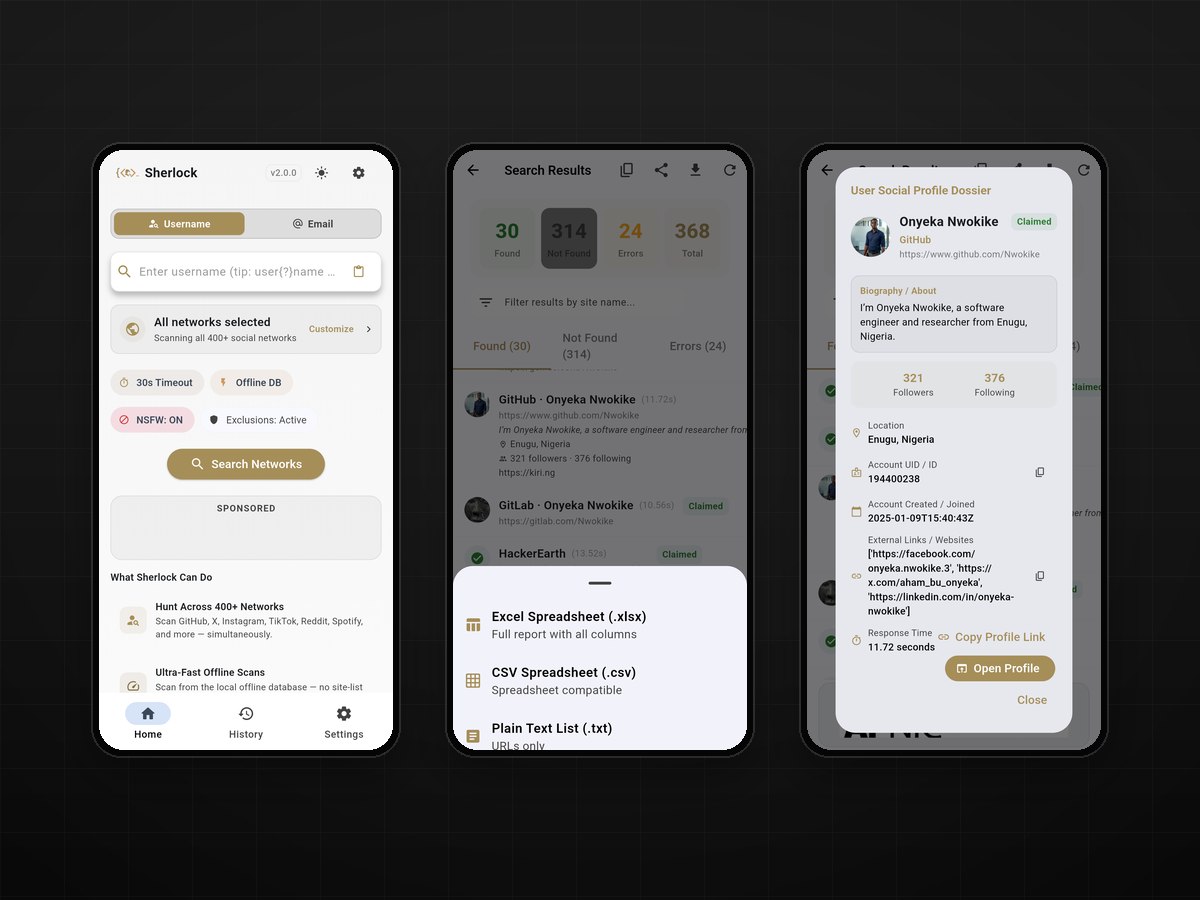 Sherlock
v2.0.0
Username
Email
Enter username (tip: user{?}name ...
All networks selected
Scanning all 400+ social networks
Customize
30s Timeout
Offline DB
NSFW: ON
Exclusions: Active
Search Networks
SPONSORED
What Sherlock Can Do
Hunt Across 400+ Networks
Scan GitHub, X, Instagram, TikTok, Reddit, Spotify,
and more — simultaneously.
Ultra-Fast Offline Scans
Scan from the local offline database — no site-list
Home
History
Settings
Search Results
30
Found
314
Not Found
24
Errors
368
Total
Filter results by site name...
Found (30)
Not Found
(314)
Errors (24)
GitHub · Onyeka Nwokike (11.72s)
https://www.github.com/Nwokike
I'm Onyeka Nwokike, a software engineer and researcher from
Enugu, Nigeria
321 followers · 376 following
https://kiri.ng
GitLab · Onyeka Nwokike (10.56s)
Claimed
https://gitlab.com/Nwokike
HackerEarth (13.52s)
Claimed
Excel Spreadsheet (.xlsx)
Full report with all columns
CSV Spreadsheet (.csv)
Spreadsheet compatible
Plain Text List (.txt)
URLs only
User Social Profile Dossier
Onyeka Nwokike
Claimed
GitHub
https://www.github.com/Nwokike
Biography / About
I'm Onyeka Nwokike, a software
engineer and researcher from Enugu,
Nigeria.
321
Followers
376
Following
Location
Enugu, Nigeria
Account UID / ID
194400238
Account Created / Joined
2025-01-09T15:40:43Z
External Links / Websites
['https://facebook.com/
onyeka.nwokike.3', 'https://
x.com/aham_bu_onyeka',
'https://linkedin.com/in/onyeka-
nwokike']
Response Time
11.72 seconds
Copy Profile Link
Open Profile
Close